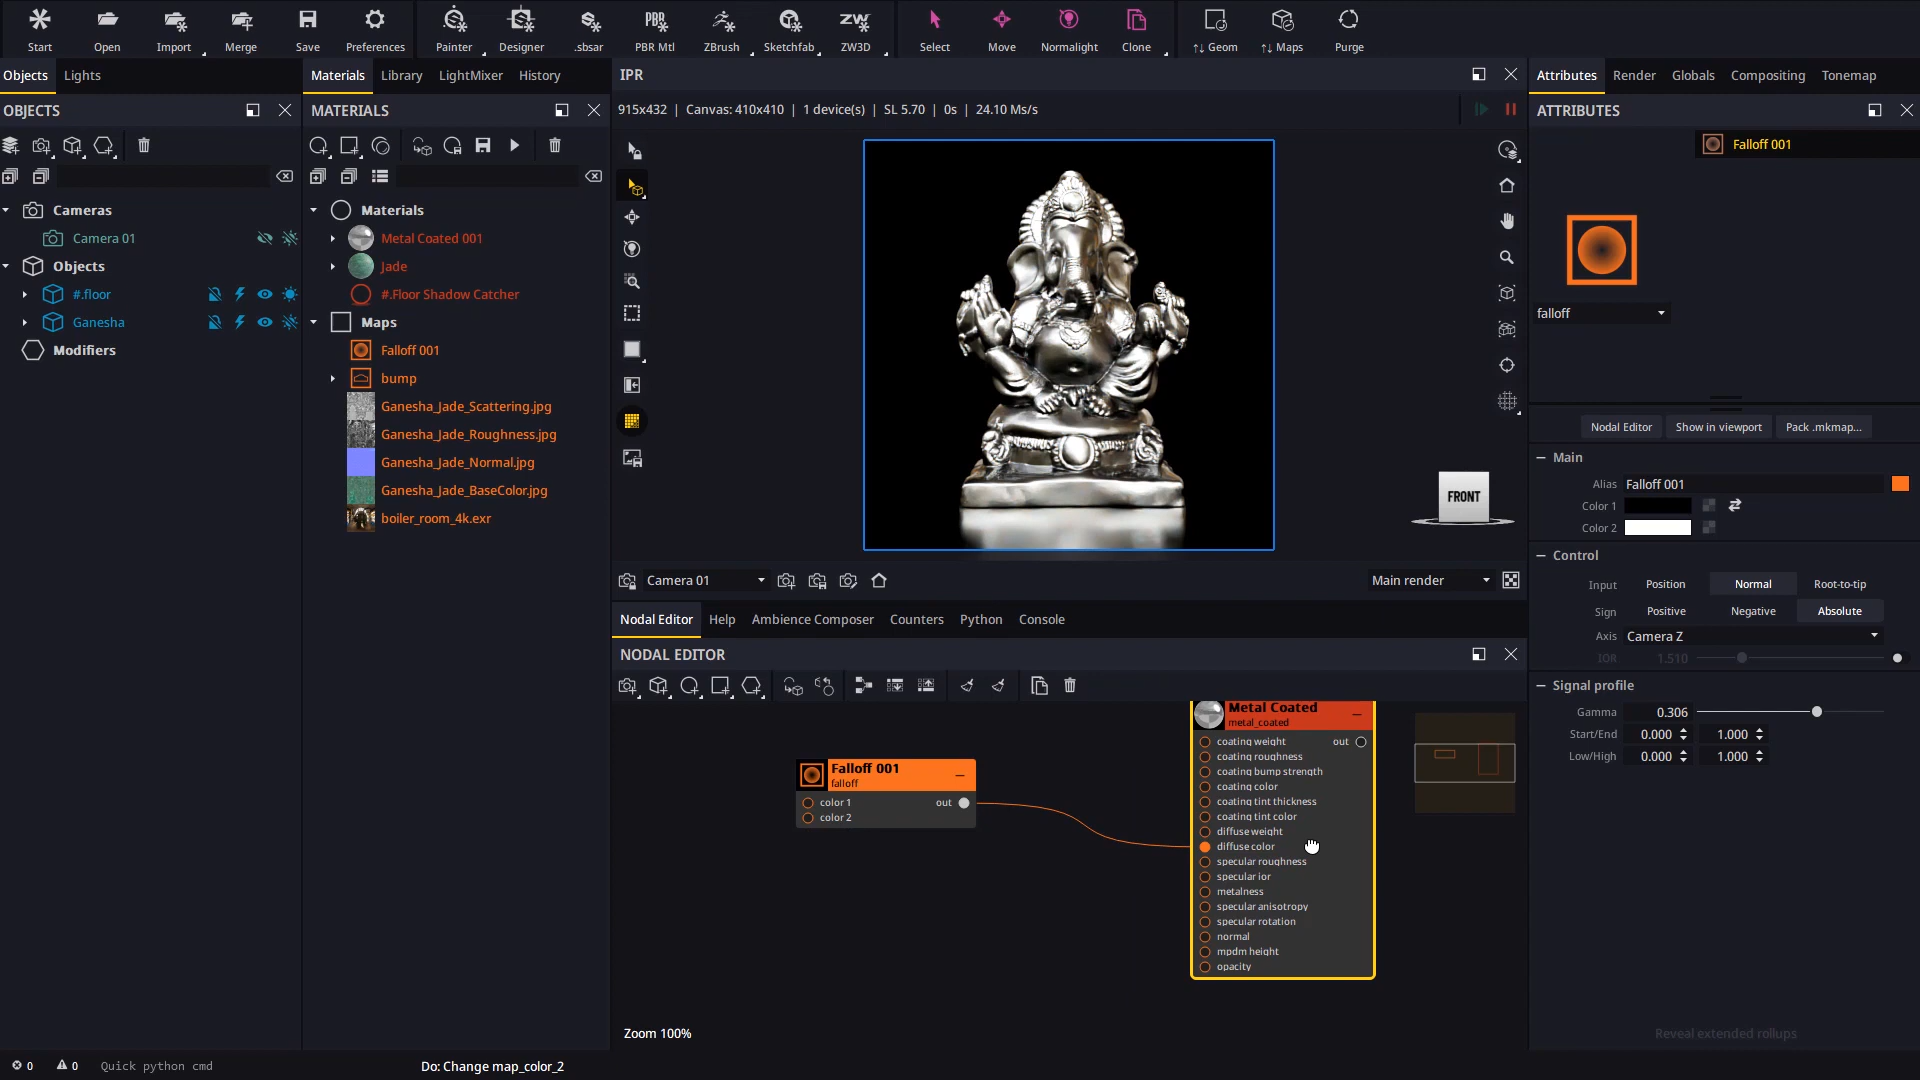 Start Open Import Merge Save Preferences Painter Designer .sbsar PBR Mtl ZBrush Sketchfab ZW3D Select Move Normalight Clone ↑↓ Geom ↑↓ Maps Purge
PBR
ZW
Objects Lights
OBJECTS
Cameras
Camera 01
Objects
#.floor
Ganesha
Modifiers
Materials Library LightMixer History
MATERIALS
Materials
Metal Coated 001
Jade
#.Floor Shadow Catcher
Maps
Falloff 001
bump
Ganesha_Jade_Scattering.jpg
Ganesha_Jade_Roughness.jpg
Ganesha_Jade_Normal.jpg
Ganesha_Jade_BaseColor.jpg
boiler_room_4k.exr
IPR
915x432 | Canvas: 410x410 | 1 device(s) | SL 5.70 | 0s | 24.10 Ms/s
FRONT
Camera 01
Main render
Nodal Editor Help Ambience Composer Counters Python Console
NODAL EDITOR
Falloff 001
falloff
color 1 out
color 2
Metal Coated
metal_coated
coating weight out
coating roughness
coating bump strength
coating color
coating tint thickness
coating tint color
diffuse weight
diffuse color
specular roughness
specular ior
metalness
specular anisotropy
specular rotation
normal
mpdm height
opacity
Zoom 100%
Attributes Render Globals Compositing Tonemap
ATTRIBUTES
Falloff 001
falloff
Nodal Editor Show in viewport Pack .mkmap...
Main
Alias Falloff 001
Color 1
Color 2
Control
Input Position Normal Root-to-tip
Sign Positive Negative Absolute
Axis Camera Z
IOR 1.510
Signal profile
Gamma 0.306
Start/End 0.000 1.000
Low/High 0.000 1.000
Reveal extended rollups
0 0 Quick python cmd Do: Change map_color_2